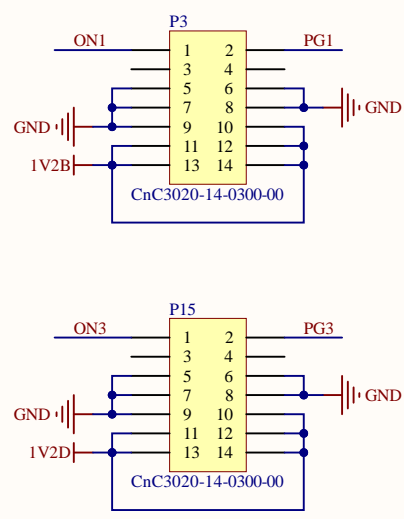 P3
ON1 1 2 PG1
3 4
5 6
7 8 GND
GND 9 10
11 12
1V2B 13 14
CnC3020-14-0300-00
P15
ON3 1 2 PG3
3 4
5 6
7 8 GND
GND 9 10
11 12
1V2D 13 14
CnC3020-14-0300-00